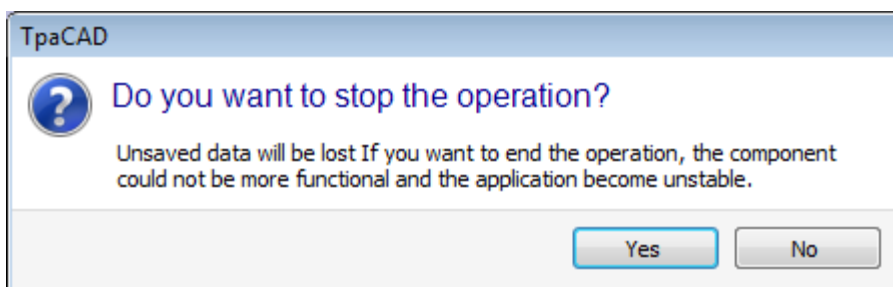 TpaCAD
Do you want to stop the operation?
Unsaved data will be lost If you want to end the operation, the component
could not be more functional and the application become unstable.
Yes
No